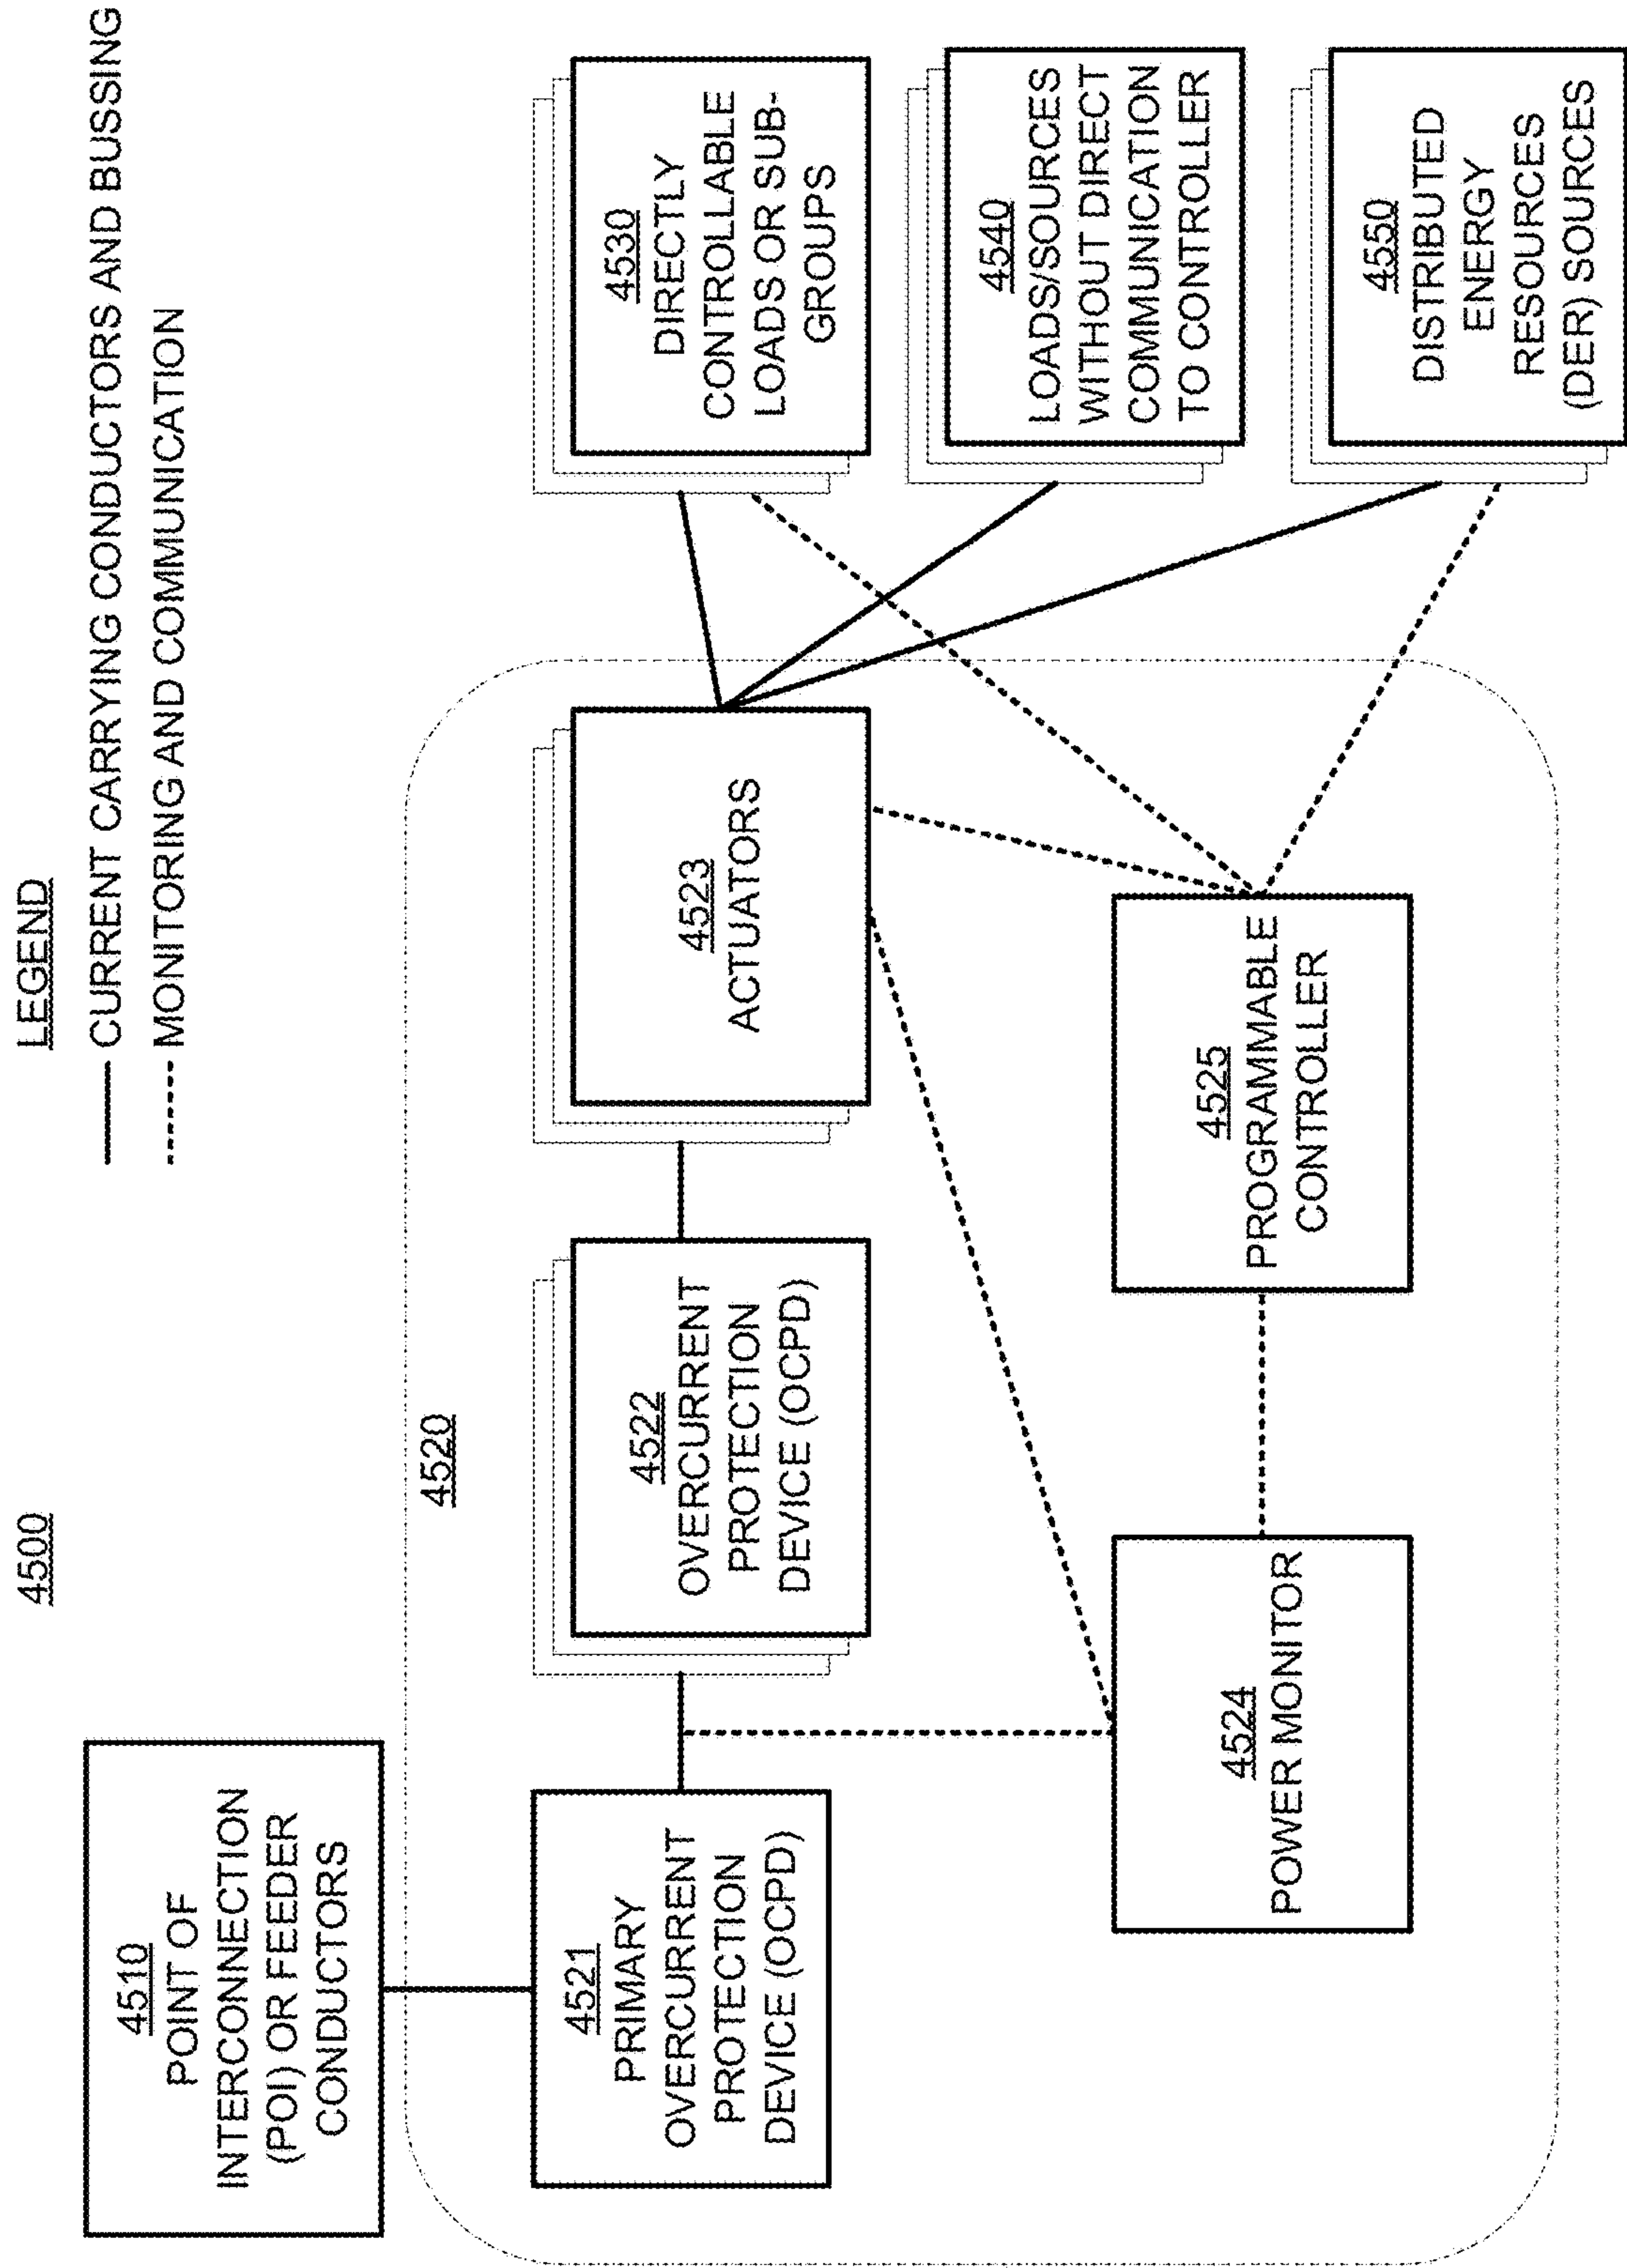 4500
LEGEND
CURRENT CARRYING CONDUCTORS AND BUSSING
MONITORING AND COMMUNICATION
4510
POINT OF
INTERCONNECTION
(POI) OR FEEDER
CONDUCTORS
4520
4521
PRIMARY
OVERCURRENT
PROTECTION
DEVICE (OCPD)
4522
OVERCURRENT
PROTECTION
DEVICE (OCPD)
4523
ACTUATORS
4530
DIRECTLY
CONTROLLABLE
LOADS OR SUB-
GROUPS
4540
LOADS/SOURCES
WITHOUT DIRECT
COMMUNICATION
TO CONTROLLER
4524
POWER MONITOR
4525
PROGRAMMABLE
CONTROLLER
4550
DISTRIBUTED
ENERGY
RESOURCES
(DER) SOURCES